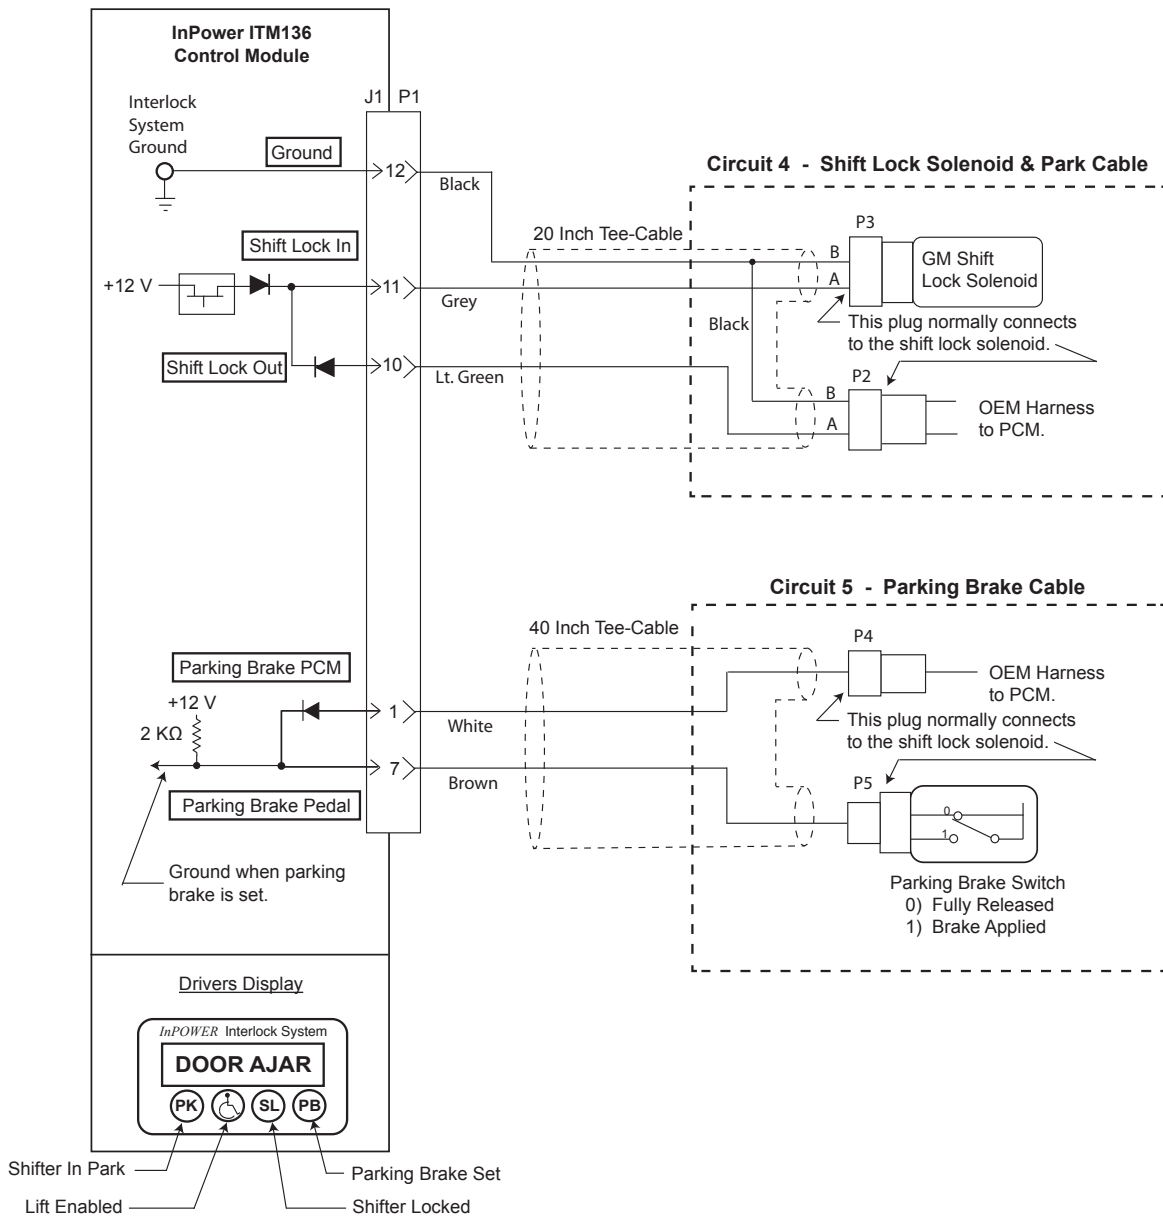 InPower ITM136
Control Module
J1 P1
Interlock
System
Ground
Ground
12
Black
Circuit 4 - Shift Lock Solenoid & Park Cable
20 Inch Tee-Cable
P3
B
A
GM Shift
Lock Solenoid
Shift Lock In
+12 V
11
Grey
Black
This plug normally connects
to the shift lock solenoid.
Shift Lock Out
10
Lt. Green
P2
B
A
OEM Harness
to PCM.
Circuit 5 - Parking Brake Cable
40 Inch Tee-Cable
P4
OEM Harness
to PCM.
Parking Brake PCM
+12 V
2 KΩ
1
White
This plug normally connects
to the shift lock solenoid.
7
Brown
Parking Brake Pedal
P5
0
1
Ground when parking
brake is set.
Parking Brake Switch
0) Fully Released
1) Brake Applied
Drivers Display
InPOWER Interlock System
DOOR AJAR
PK SL PB
Shifter In Park
Parking Brake Set
Lift Enabled
Shifter Locked